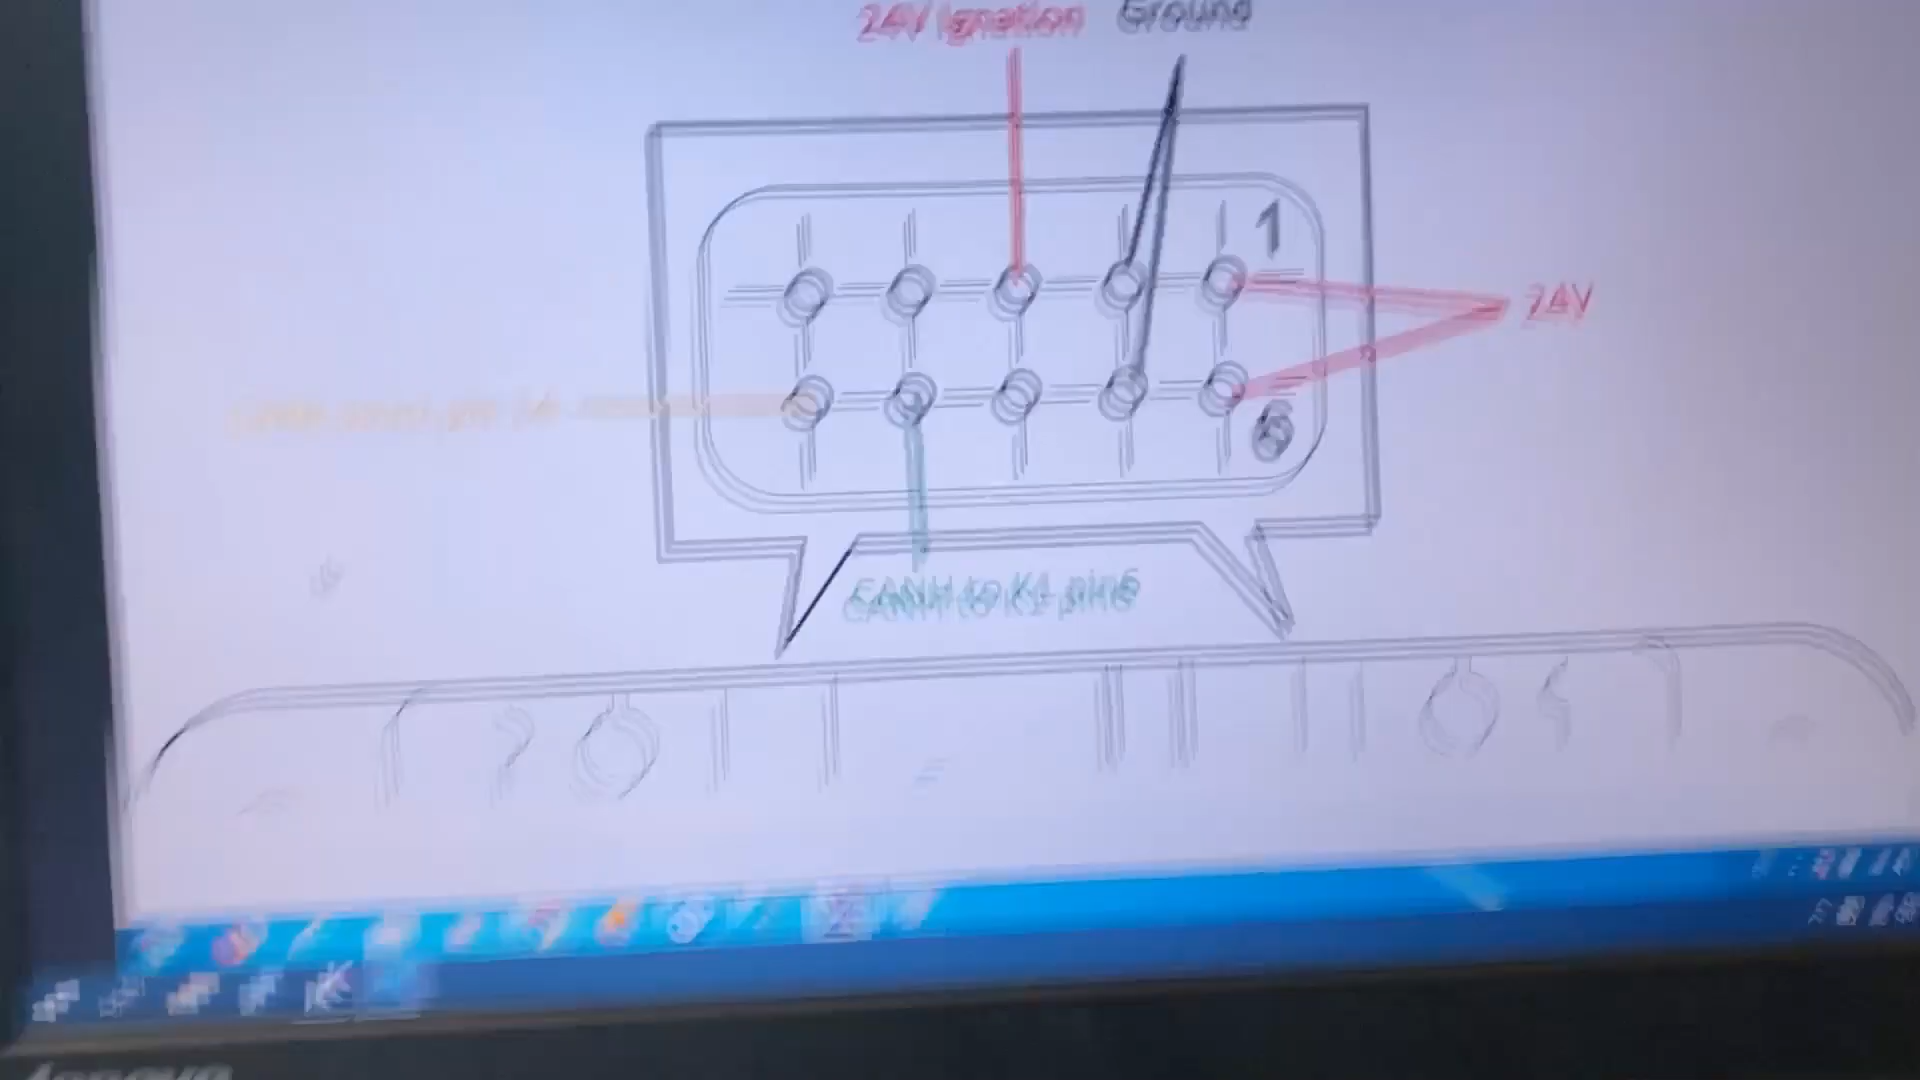 24V Ignation Ground
1
24V
6
CANH to K1 pin6